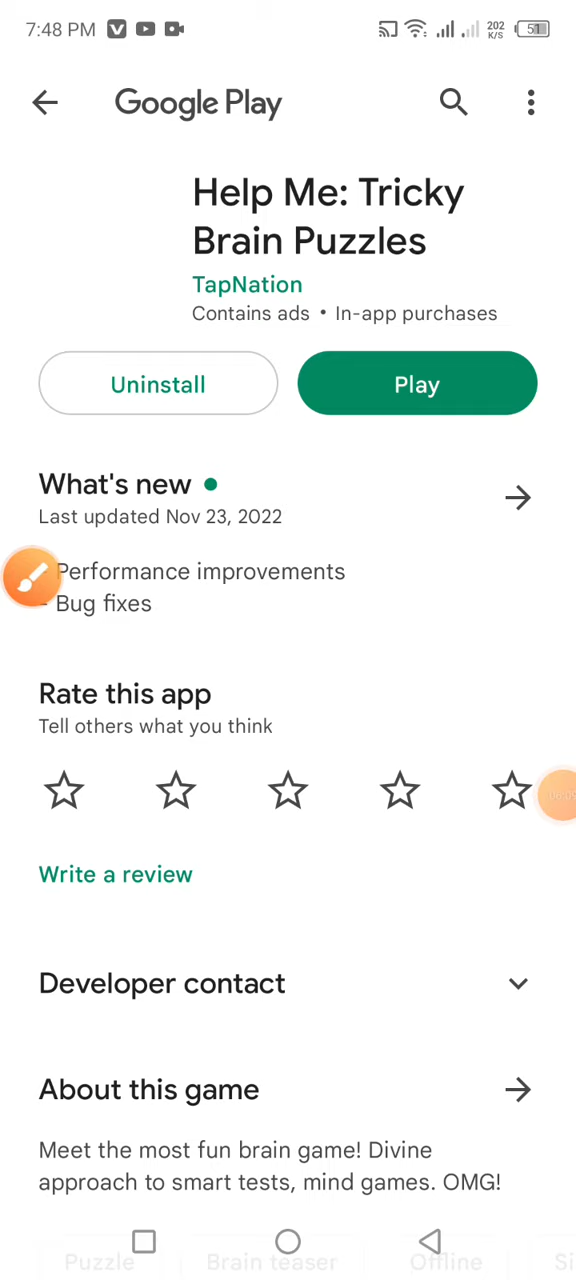 7:48 PM
202
K/S
51
Google Play
Help Me: Tricky
Brain Puzzles
TapNation
Contains ads • In-app purchases
Uninstall
Play
What's new
Last updated Nov 23, 2022
Performance improvements
- Bug fixes
Rate this app
Tell others what you think
Write a review
Developer contact
About this game
Meet the most fun brain game! Divine
approach to smart tests, mind games. OMG!
Puzzle
Brain teaser
Offline
Si